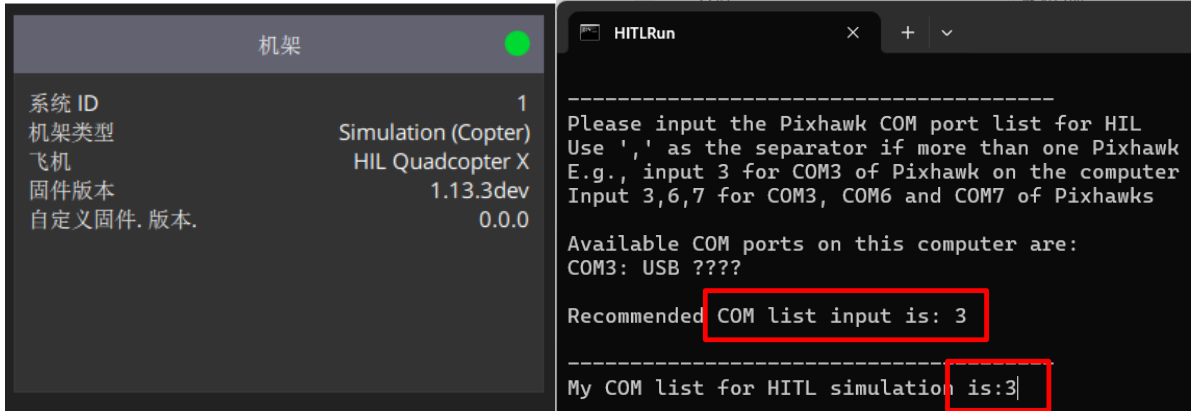 机架
系统 ID 1
机架类型 Simulation (Copter)
飞机 HIL Quadcopter X
固件版本 1.13.3dev
自定义固件. 版本. 0.0.0
HITLRun
Please input the Pixhawk COM port list for HIL
Use ',' as the separator if more than one Pixhawk
E.g., input 3 for COM3 of Pixhawk on the computer
Input 3,6,7 for COM3, COM6 and COM7 of Pixhawks
Available COM ports on this computer are:
COM3: USB ????
Recommended COM list input is: 3
My COM list for HITL simulation is:3